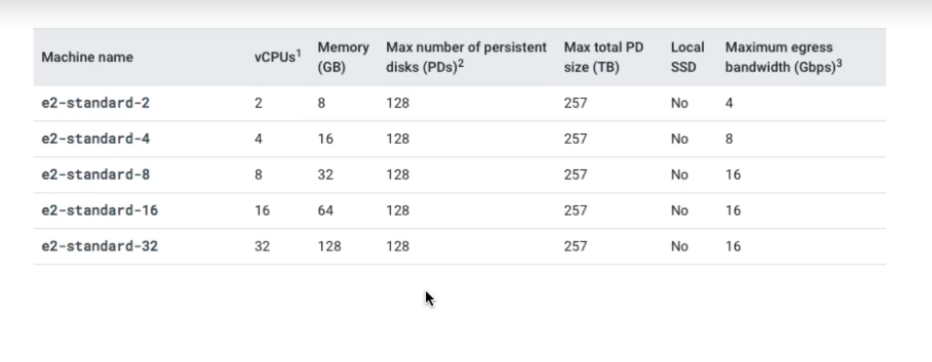 Machine name vCPUs¹ Memory (GB) Max number of persistent disks (PDs)² Max total PD size (TB) Local SSD Maximum egress bandwidth (Gbps)³
e2-standard-2 2 8 128 257 No 4
e2-standard-4 4 16 128 257 No 8
e2-standard-8 8 32 128 257 No 16
e2-standard-16 16 64 128 257 No 16
e2-standard-32 32 128 128 257 No 16